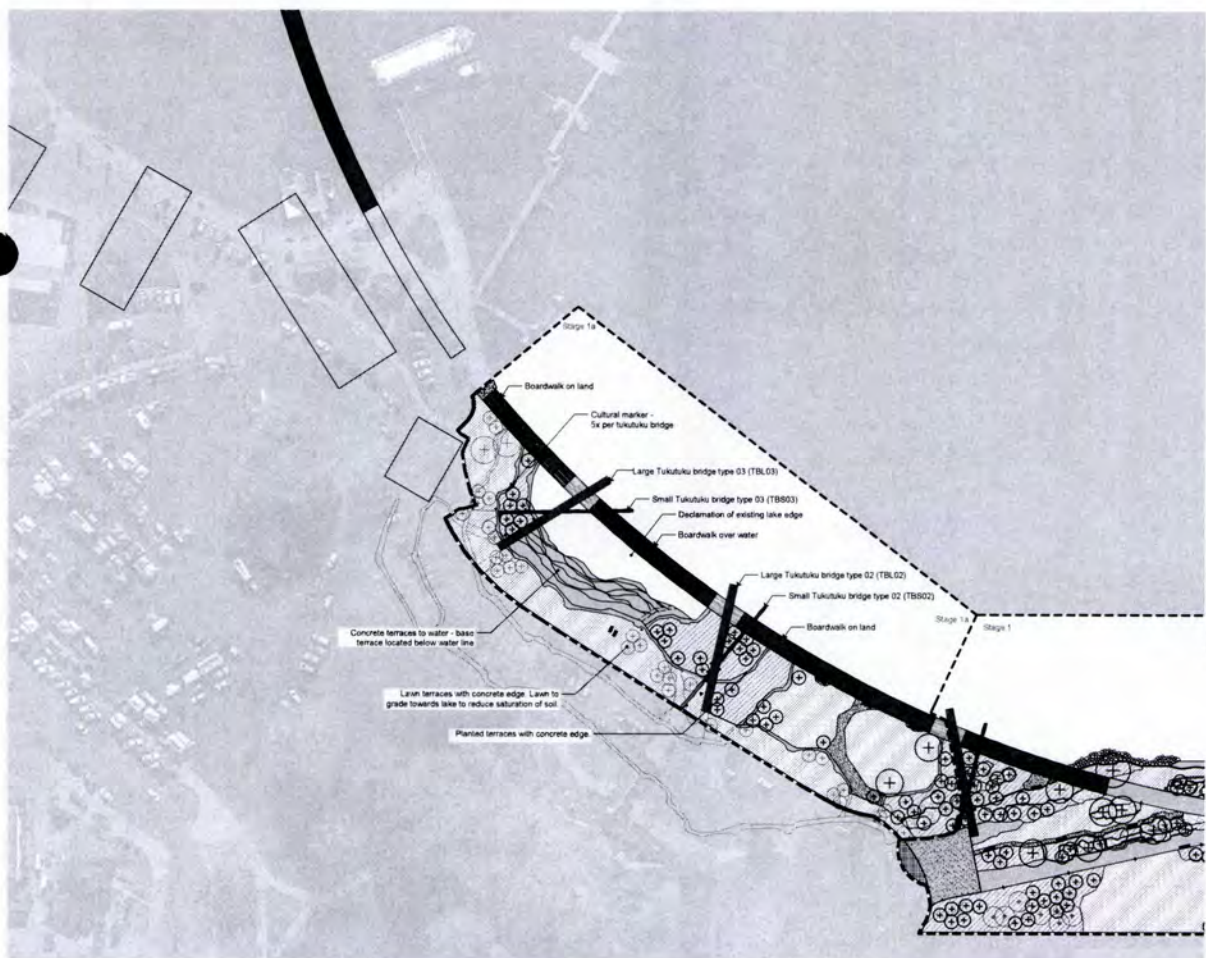 Stage 1a
Boardwalk on land
Cultural marker -
5x per tukutuku bridge
Large Tukutuku bridge type 03 (TBL03)
Small Tukutuku bridge type 03 (TBS03)
Declamation of existing lake edge
Boardwalk over water
Large Tukutuku bridge type 02 (TBL02)
Small Tukutuku bridge type 02 (TBS02)
Boardwalk on land
Stage 1a
Stage 1
Concrete terraces to water - base
terrace located below water line
Lawn terraces with concrete edge. Lawn to
grade towards lake to reduce saturation of soil.
Planted terraces with concrete edge.